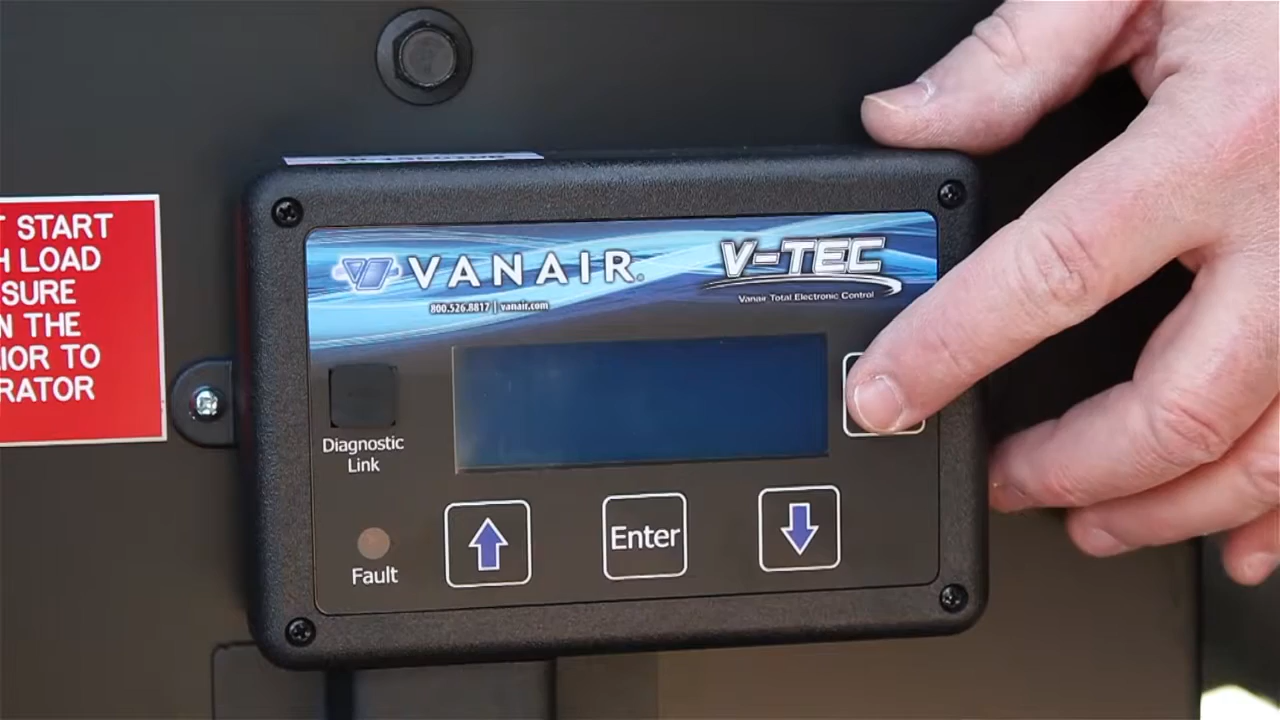 T START
H LOAD
SURE
N THE
IOR TO
RATOR
VANAIR®
800.526.8817 | vanair.com
V-TEC
Vanair Total Electronic Control
Diagnostic
Link
Fault
Enter